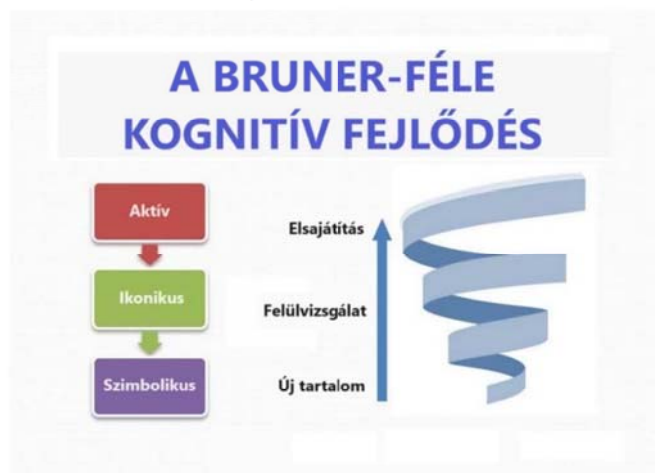 A BRUNER-FÉLE
KOGNITÍV FEJLŐDÉS
Aktív
Ikonikus
Szimbolikus
Elsajátítás
Felülvizsgálat
Új tartalom